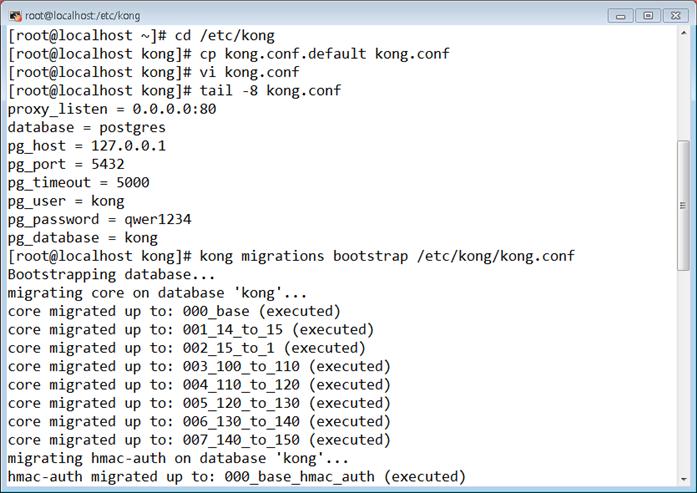 root@localhost:/etc/kong
[root@localhost ~]# cd /etc/kong
[root@localhost kong]# cp kong.conf.default kong.conf
[root@localhost kong]# vi kong.conf
[root@localhost kong]# tail -8 kong.conf
proxy_listen = 0.0.0.0:80
database = postgres
pg_host = 127.0.0.1
pg_port = 5432
pg_timeout = 5000
pg_user = kong
pg_password = qwer1234
pg_database = kong
[root@localhost kong]# kong migrations bootstrap /etc/kong/kong.conf
Bootstrapping database...
migrating core on database 'kong'...
core migrated up to: 000_base (executed)
core migrated up to: 001_14_to_15 (executed)
core migrated up to: 002_15_to_1 (executed)
core migrated up to: 003_100_to_110 (executed)
core migrated up to: 004_110_to_120 (executed)
core migrated up to: 005_120_to_130 (executed)
core migrated up to: 006_130_to_140 (executed)
core migrated up to: 007_140_to_150 (executed)
migrating hmac-auth on database 'kong'...
hmac-auth migrated up to: 000_base_hmac_auth (executed)